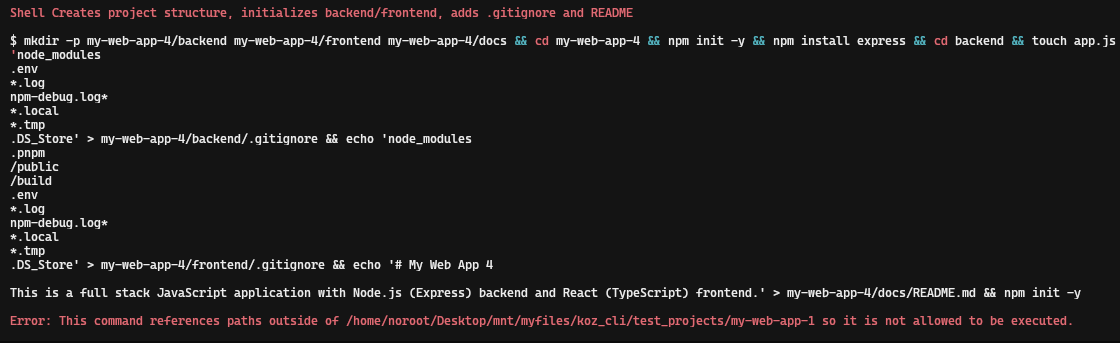 Shell Creates project structure, initializes backend/frontend, adds .gitignore and README
$ mkdir -p my-web-app-4/backend my-web-app-4/frontend my-web-app-4/docs && cd my-web-app-4 && npm init -y && npm install express && cd backend && touch app.js
'node_modules
.env
*.log
npm-debug.log*
*.local
*.tmp
.DS_Store' > my-web-app-4/backend/.gitignore && echo 'node_modules
.pnpm
/public
/build
.env
*.log
npm-debug.log*
*.local
*.tmp
.DS_Store' > my-web-app-4/frontend/.gitignore && echo '# My Web App 4
This is a full stack JavaScript application with Node.js (Express) backend and React (TypeScript) frontend.' > my-web-app-4/docs/README.md && npm init -y
Error: This command references paths outside of /home/noroot/Desktop/mnt/myfiles/koz_cli/test_projects/my-web-app-1 so it is not allowed to be executed.